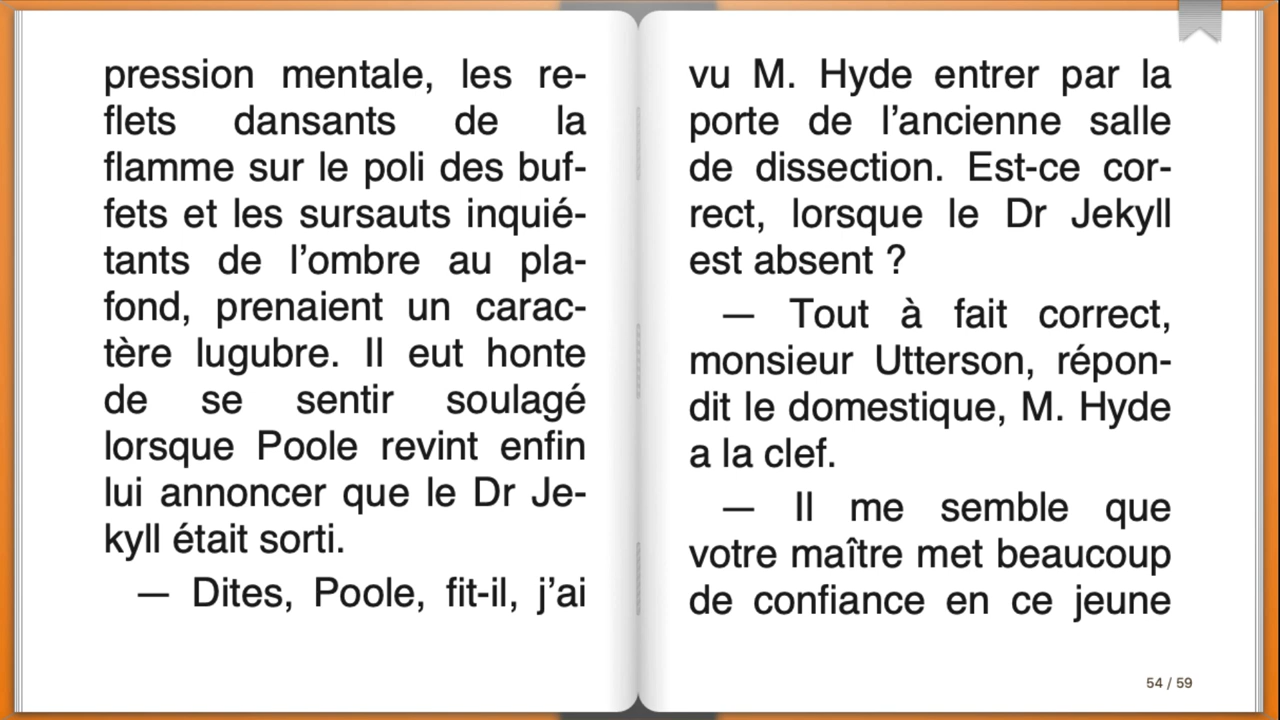 pression mentale, les re-
flets dansants de la
flamme sur le poli des buf-
fets et les sursauts inquié-
tants de l’ombre au pla-
fond, prenaient un carac-
tère lugubre. Il eut honte
de se sentir soulagé
lorsque Poole revint enfin
lui annoncer que le Dr Je-
kyll était sorti.
— Dites, Poole, fit-il, j’ai
vu M. Hyde entrer par la
porte de l’ancienne salle
de dissection. Est-ce cor-
rect, lorsque le Dr Jekyll
est absent ?
— Tout à fait correct,
monsieur Utterson, répon-
dit le domestique, M. Hyde
a la clef.
— Il me semble que
votre maître met beaucoup
de confiance en ce jeune
54 / 59